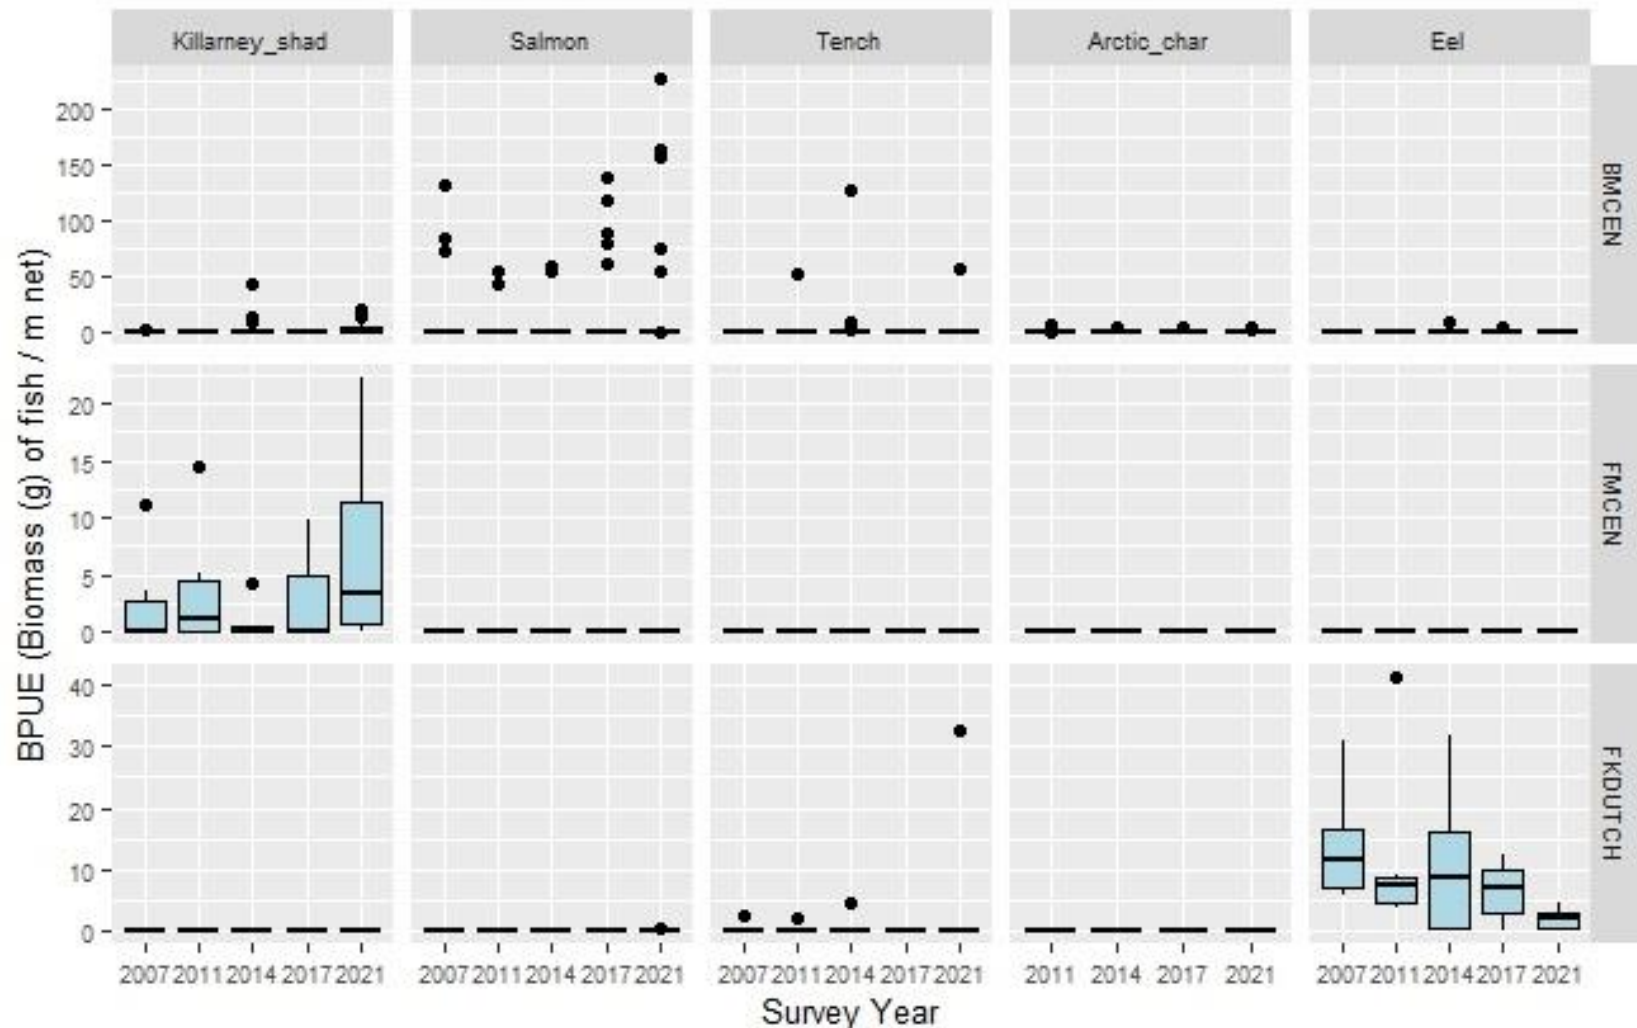 Killarney_shad Salmon Tench Arctic_char Eel
200
150
100
50
0
BMCEN
20
15
10
5
0
FMCEN
40
30
20
10
0
FKDUTCH
BPUE (Biomass (g) of fish / m net)
2007 2011 2014 2017 2021 2007 2011 2014 2017 2021 2007 2011 2014 2017 2021 2011 2014 2017 2021 2007 2011 2014 2017 2021
Survey Year